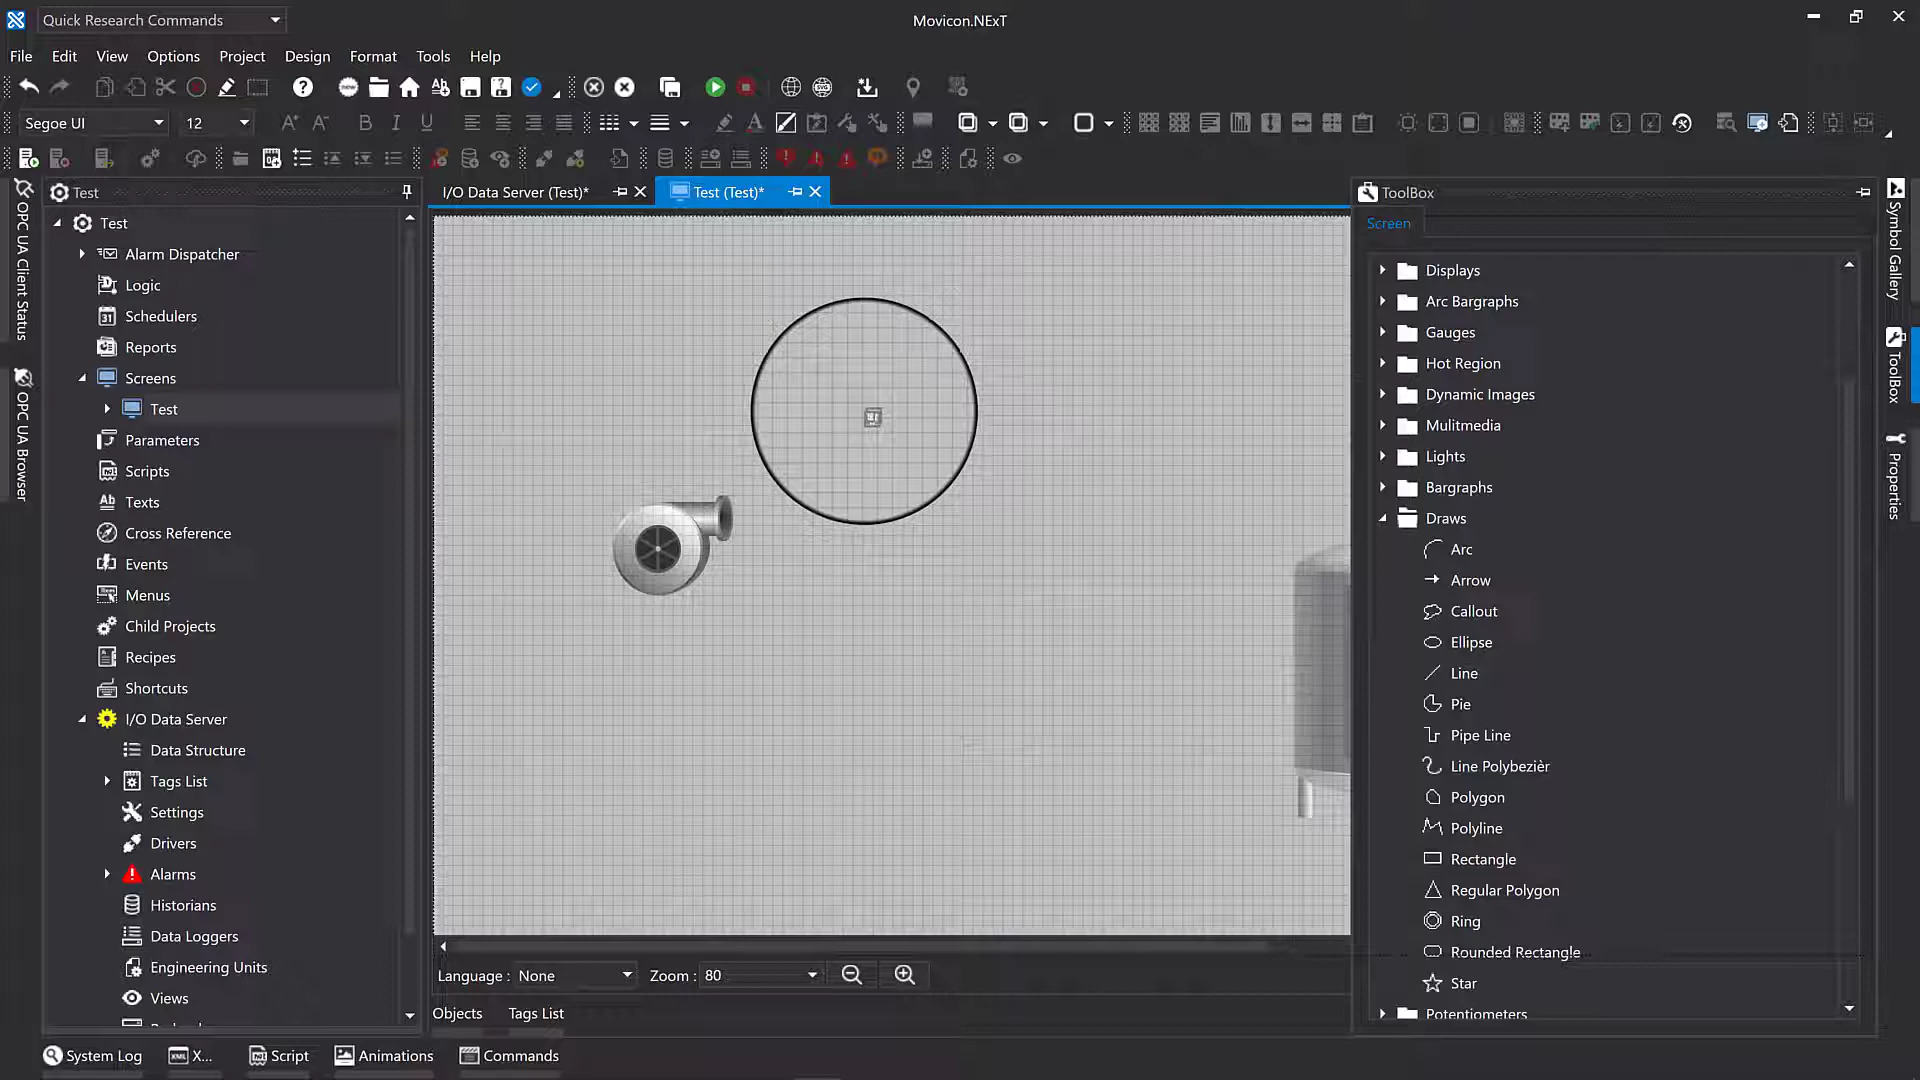 Quick Research Commands
Movicon.NExT
File Edit View Options Project Format Tools Help
Segoe UI 12
Test
I/O Data Server (Test)*
Test (Test)*
ToolBox
Screen
OPC UA Client Status
OPC UA Browser
Test
Alarm Dispatcher
Logic
Schedulers
Reports
Screens
Test
Parameters
Scripts
Texts
Cross Reference
Events
Menus
Child Projects
Recipes
Shortcuts
I/O Data Server
Data Structure
Tags List
Settings
Drivers
Alarms
Historians
Data Loggers
Engineering Units
Views
Displays
Arc Bargraphs
Gauges
Hot Region
Dynamic Images
Mulitmedia
Lights
Bargraphs
Draws
Arc
Arrow
Callout
Ellipse
Line
Pie
Pipe Line
Line Polybezièr
Polygon
Polyline
Rectangle
Regular Polygon
Ring
Rounded Rectangle
Star
Potentiometers
Symbol Gallery
ToolBox
Properties
Language : None Zoom : 80
Objects Tags List
System Log X... Script Animations Commands